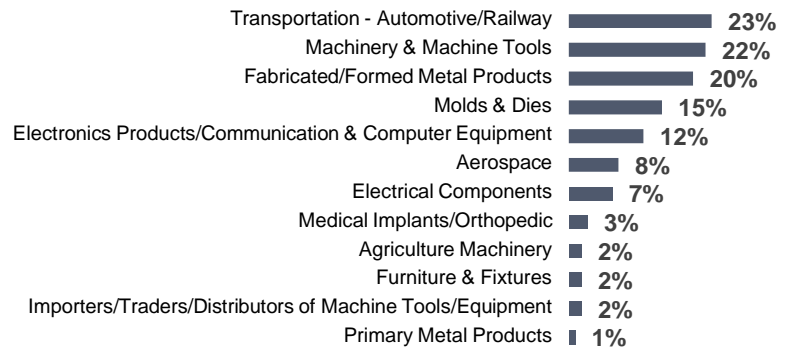 Transportation - Automotive/Railway 23%
Machinery & Machine Tools 22%
Fabricated/Formed Metal Products 20%
Molds & Dies 15%
Electronics Products/Communication & Computer Equipment 12%
Aerospace 8%
Electrical Components 7%
Medical Implants/Orthopedic 3%
Agriculture Machinery 2%
Furniture & Fixtures 2%
Importers/Traders/Distributors of Machine Tools/Equipment 2%
Primary Metal Products 1%